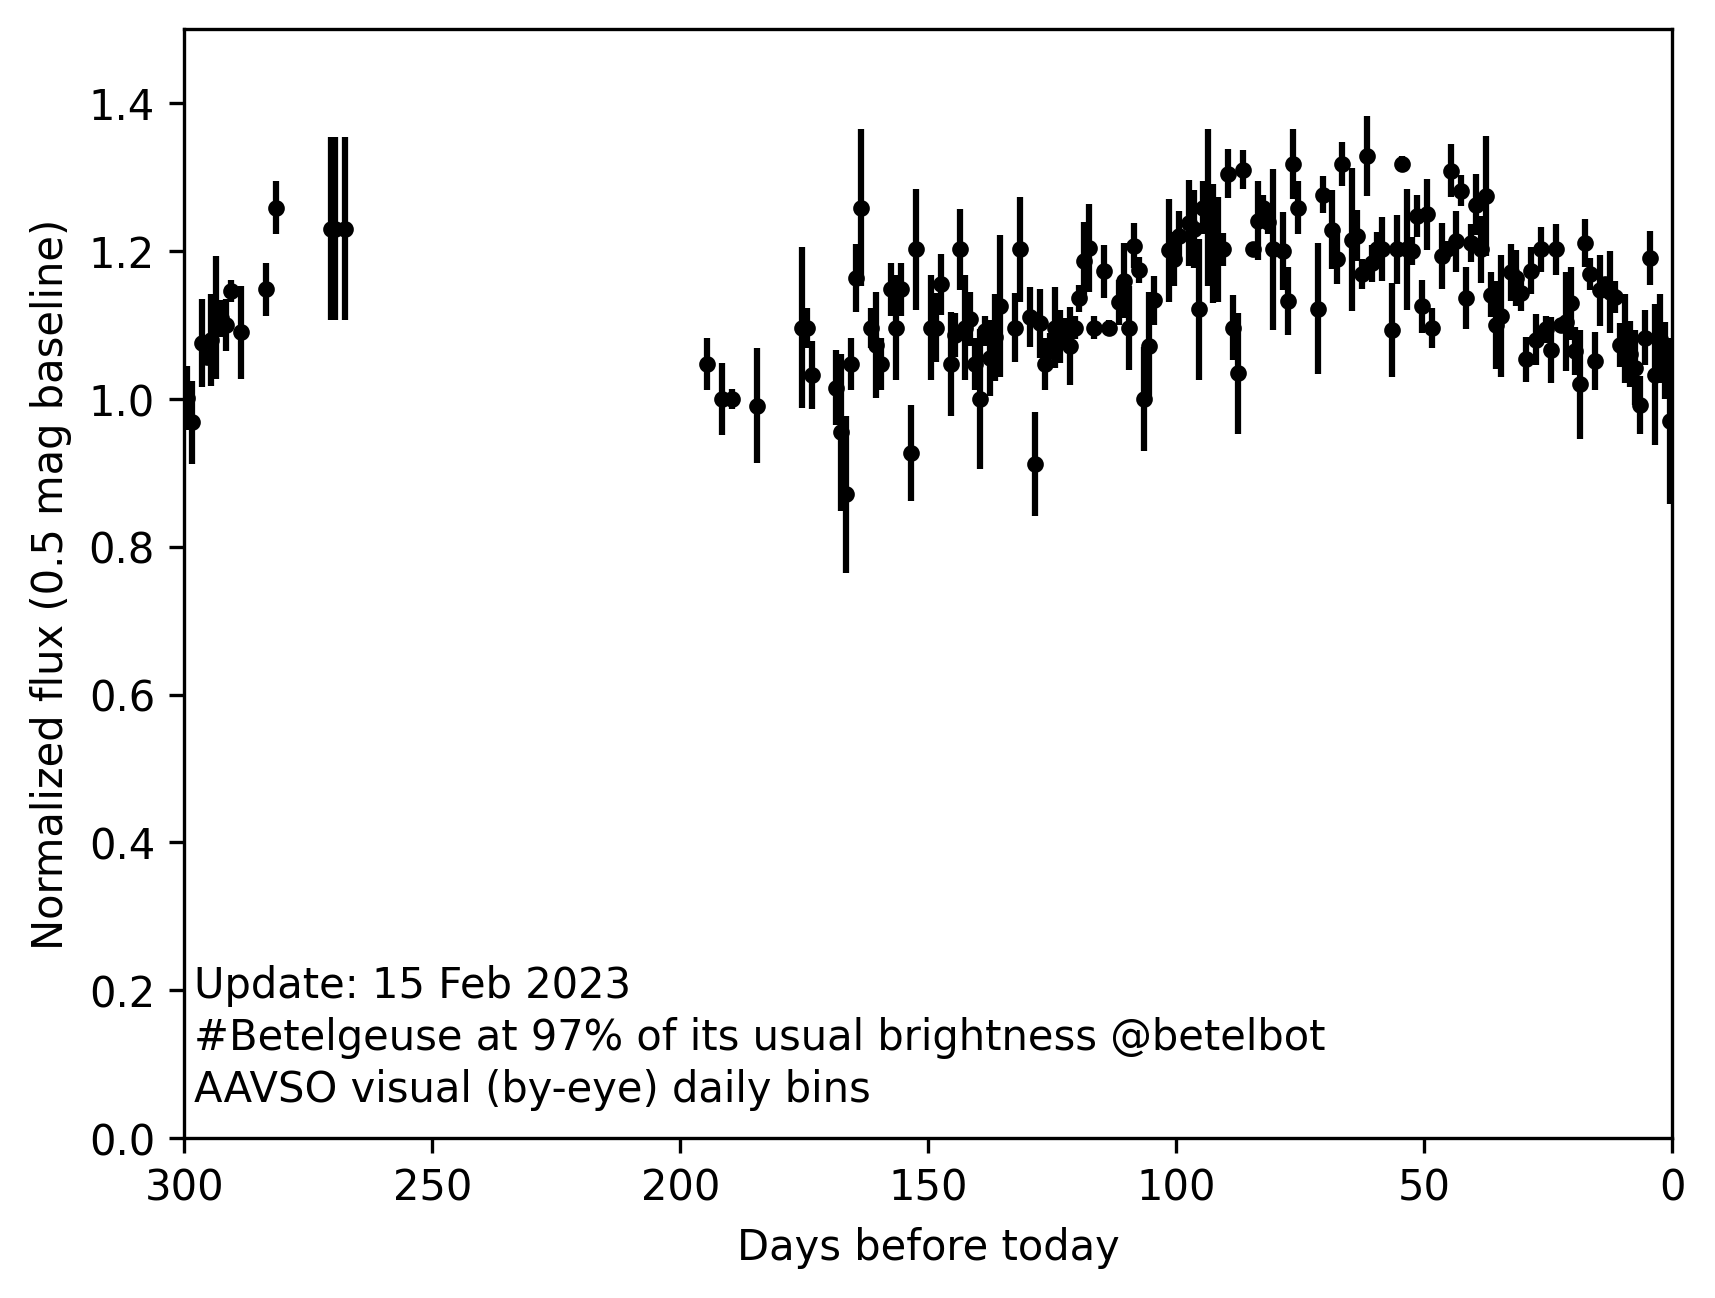 1.4
1.2
1.0
0.8
0.6
0.4
0.2
0.0
Normalized flux (0.5 mag baseline)
Update: 15 Feb 2023
#Betelgeuse at 97% of its usual brightness @betelbot
AAVSO visual (by-eye) daily bins
300 250 200 150 100 50 0
Days before today